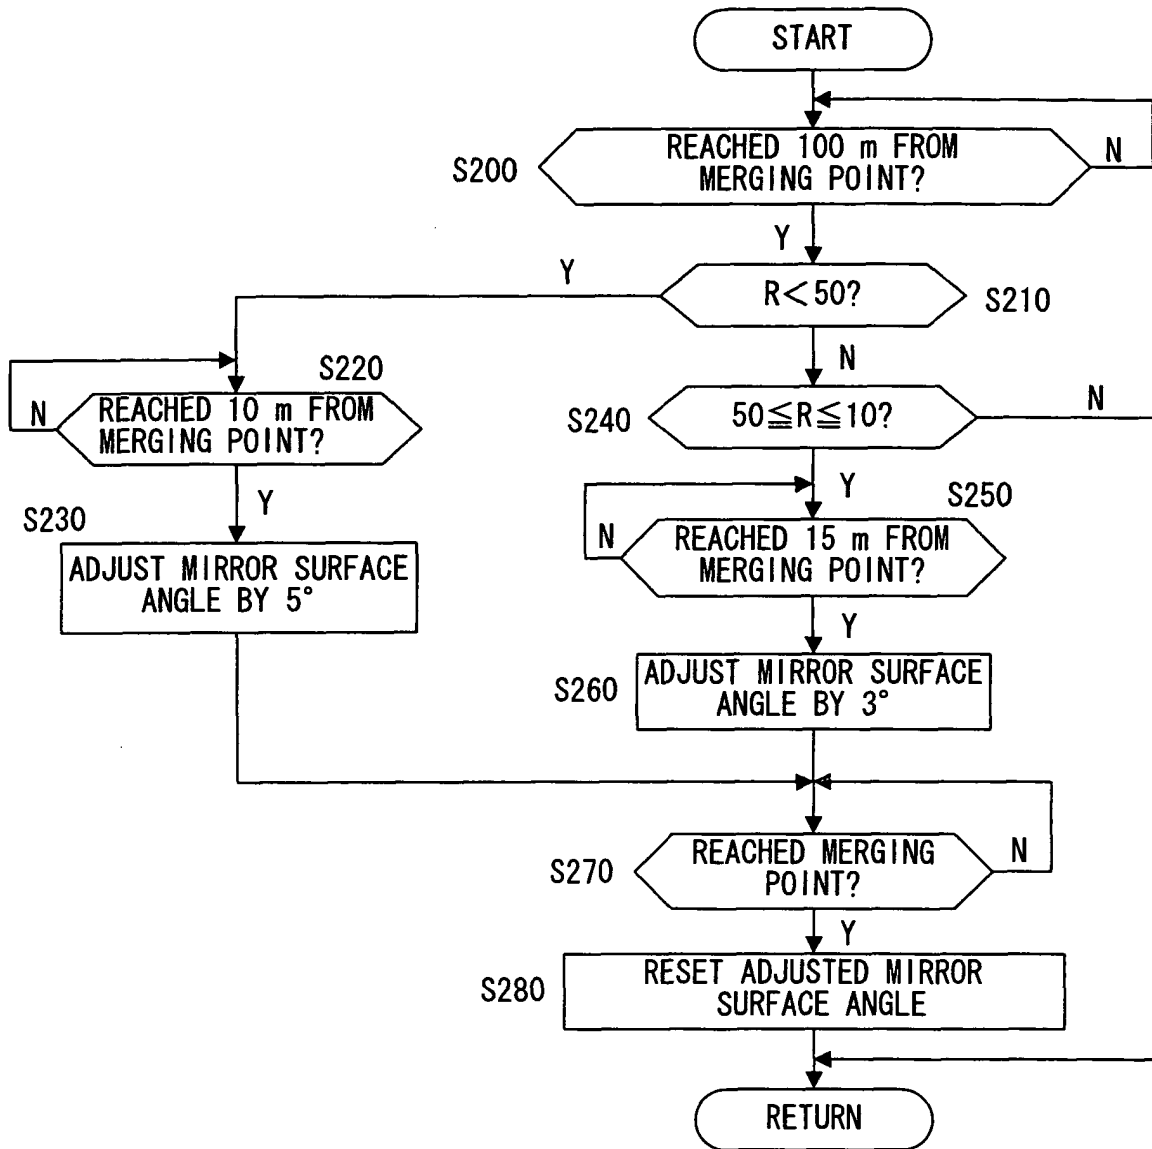 START
REACHED 100 m FROM
MERGING POINT?
N
S200
Y
Y
R<50?
S210
N
S220
REACHED 10 m FROM
MERGING POINT?
N
S240
50≦R≦10?
N
Y
Y
S250
S230
N
REACHED 15 m FROM
MERGING POINT?
ADJUST MIRROR SURFACE
ANGLE BY 5°
Y
S260
ADJUST MIRROR SURFACE
ANGLE BY 3°
S270
REACHED MERGING
POINT?
N
Y
S280
RESET ADJUSTED MIRROR
SURFACE ANGLE
RETURN